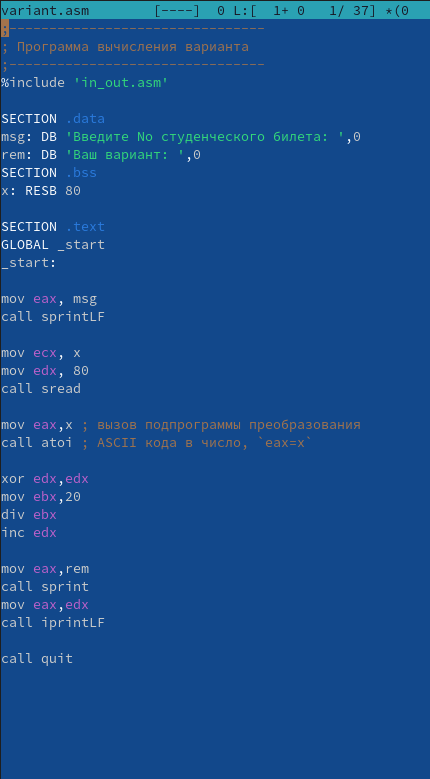 variant.asm        [----]  0 L:[  1+ 0   1/ 37] *(0
;--------------------------------
; Программа вычисления варианта
;--------------------------------
%include 'in_out.asm'
SECTION .data
msg: DB 'Введите No студенческого билета: ',0
rem: DB 'Ваш вариант: ',0
SECTION .bss
x: RESB 80
SECTION .text
GLOBAL _start
_start:
mov eax, msg
call sprintLF
mov ecx, x
mov edx, 80
call sread
mov eax,x ; вызов подпрограммы преобразования
call atoi ; ASCII кода в число, `eax=x`
xor edx,edx
mov ebx,20
div ebx
inc edx
mov eax,rem
call sprint
mov eax,edx
call iprintLF
call quit